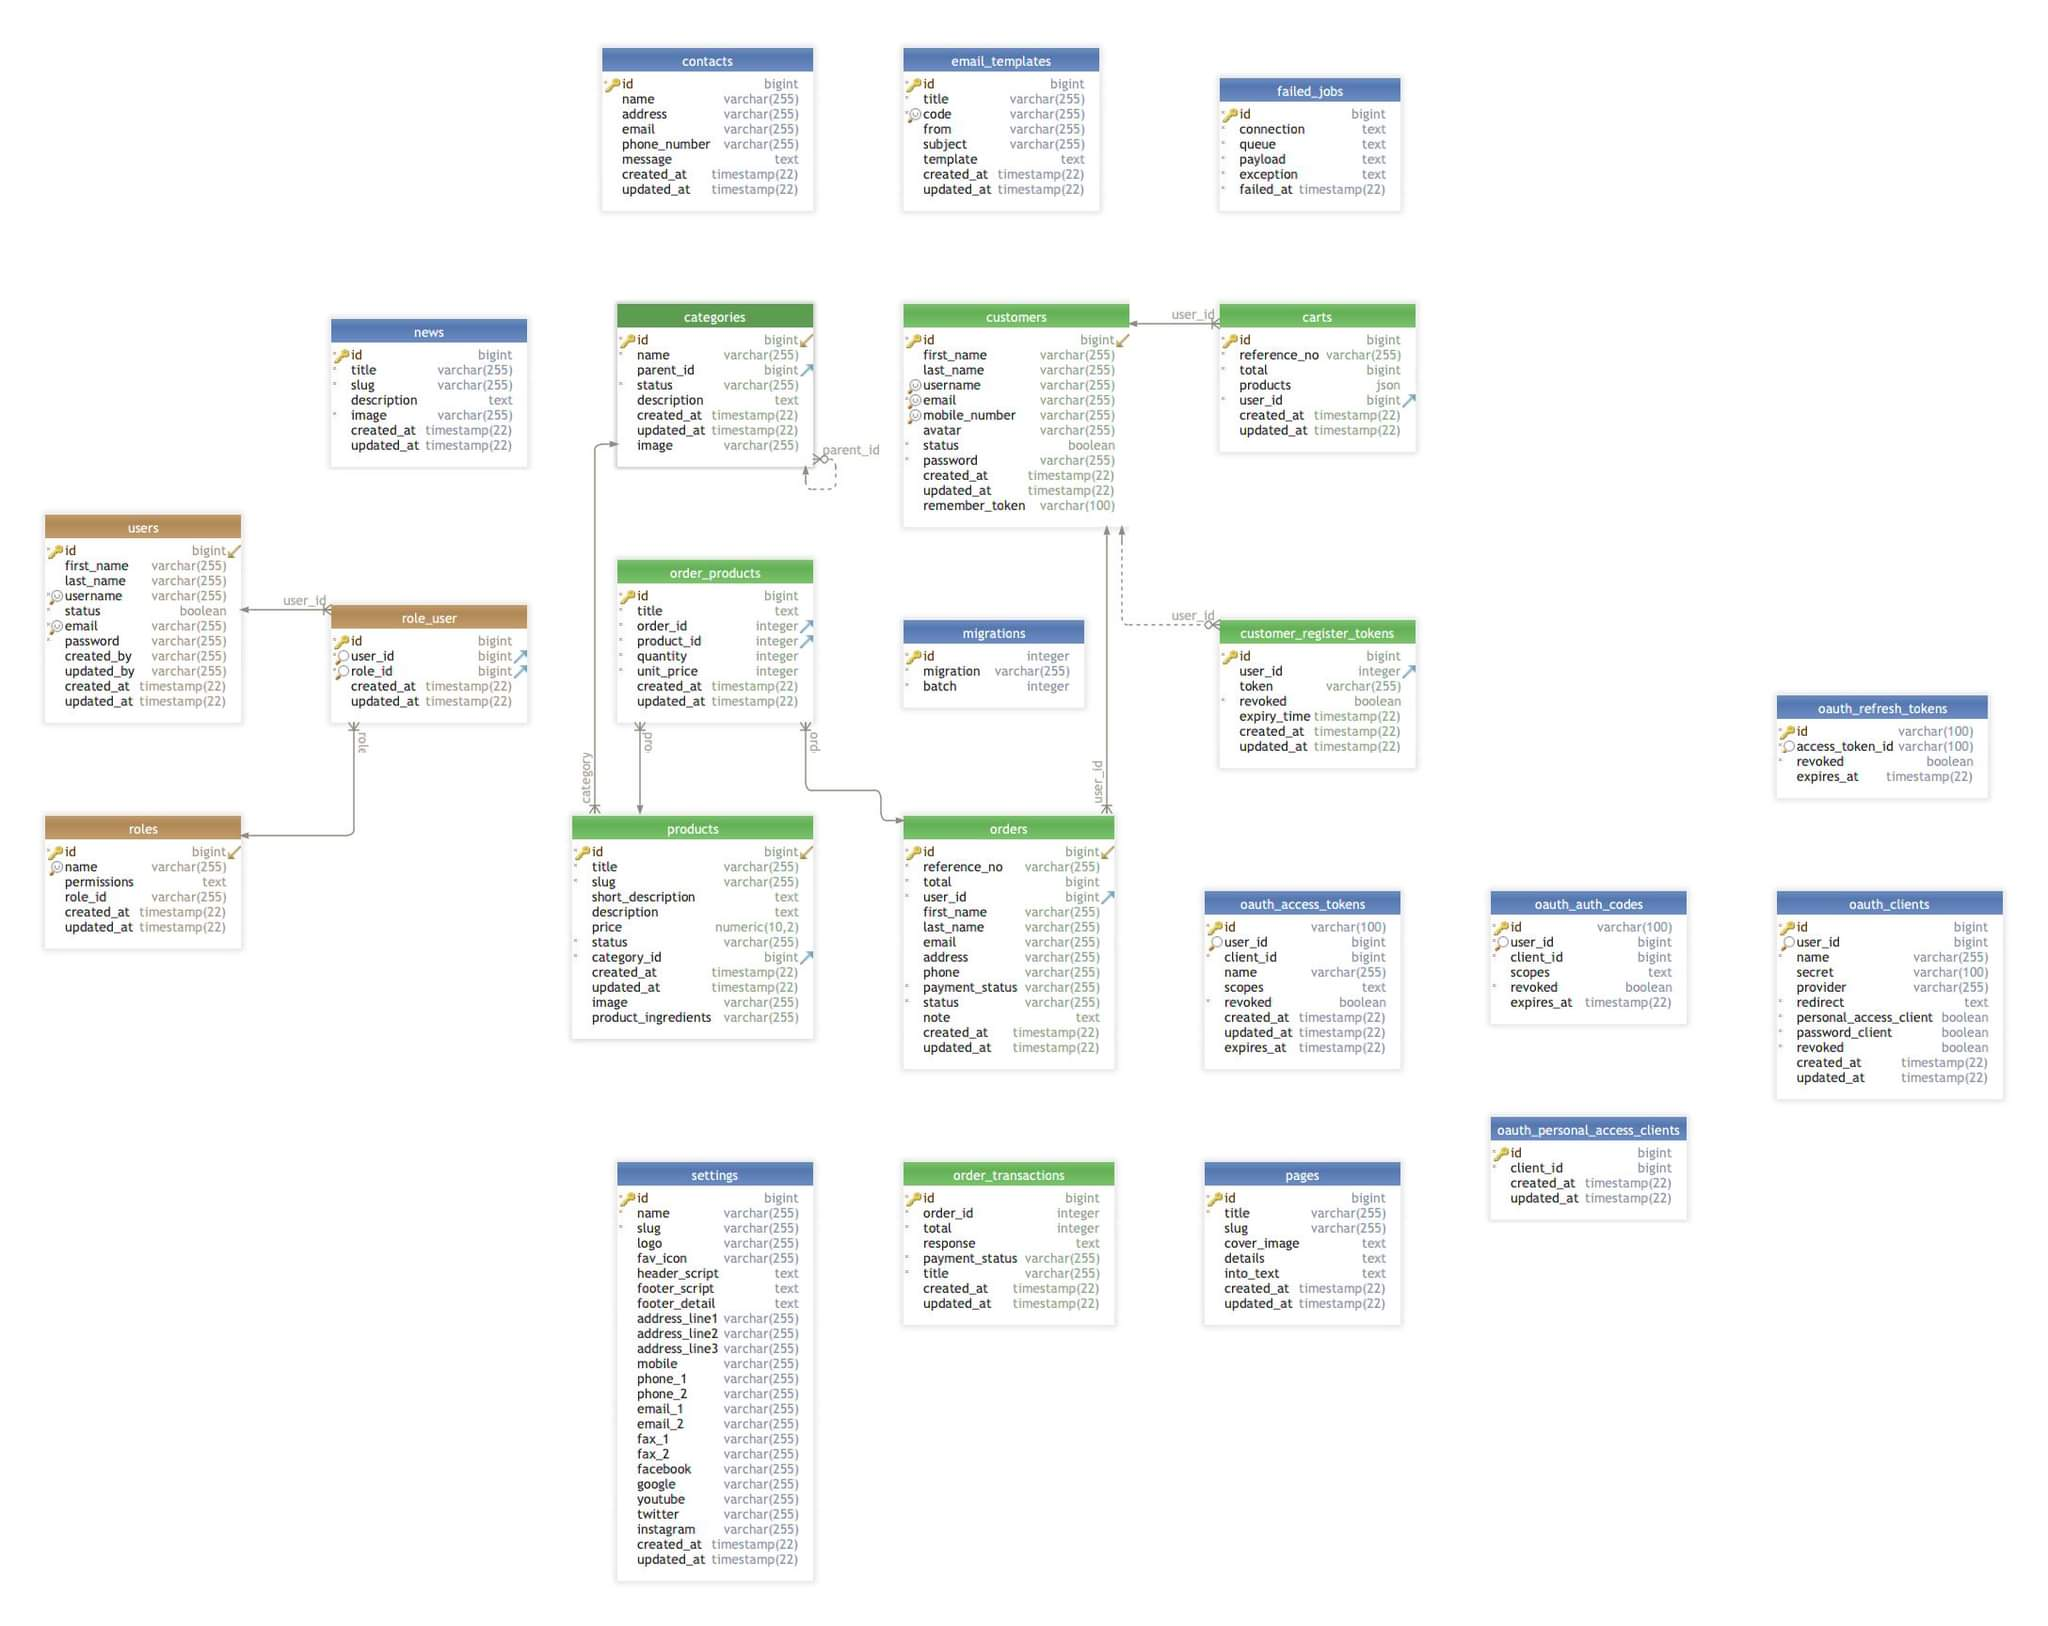 contacts
id bigint
name varchar(255)
address varchar(255)
email varchar(255)
phone_number varchar(255)
message text
created_at timestamp(22)
updated_at timestamp(22)
email_templates
id bigint
title varchar(255)
code varchar(255)
from varchar(255)
subject varchar(255)
template text
created_at timestamp(22)
updated_at timestamp(22)
failed_jobs
id bigint
connection text
queue text
payload text
exception text
failed_at timestamp(22)
news
id bigint
title varchar(255)
slug varchar(255)
description text
image varchar(255)
created_at timestamp(22)
updated_at timestamp(22)
categories
id bigint
name varchar(255)
parent_id bigint
status varchar(255)
description text
created_at timestamp(22)
updated_at timestamp(22)
image varchar(255)
parent_id
customers
id bigint
first_name varchar(255)
last_name varchar(255)
username varchar(255)
email varchar(255)
mobile_number varchar(255)
avatar varchar(255)
status boolean
password varchar(255)
created_at timestamp(22)
updated_at timestamp(22)
remember_token varchar(100)
user_id
carts
id bigint
reference_no varchar(255)
total bigint
products json
user_id bigint
created_at timestamp(22)
updated_at timestamp(22)
users
id bigint
first_name varchar(255)
last_name varchar(255)
username varchar(255)
status boolean
email varchar(255)
password varchar(255)
created_by varchar(255)
updated_by varchar(255)
created_at timestamp(22)
updated_at timestamp(22)
user_id
role_user
id bigint
user_id bigint
role_id bigint
created_at timestamp(22)
updated_at timestamp(22)
role
order_products
id bigint
title text
order_id integer
product_id integer
quantity integer
unit_price integer
created_at timestamp(22)
updated_at timestamp(22)
pro
ord
migrations
id integer
migration varchar(255)
batch integer
user_id
customer_register_tokens
id bigint
user_id integer
token varchar(255)
revoked boolean
expiry_time timestamp(22)
created_at timestamp(22)
updated_at timestamp(22)
oauth_refresh_tokens
id varchar(100)
access_token_id varchar(100)
revoked boolean
expires_at timestamp(22)
roles
id bigint
name varchar(255)
permissions text
role_id varchar(255)
created_at timestamp(22)
updated_at timestamp(22)
category
products
id bigint
title varchar(255)
slug varchar(255)
short_description text
description text
price numeric(10,2)
status varchar(255)
category_id bigint
created_at timestamp(22)
updated_at timestamp(22)
image varchar(255)
product_ingredients varchar(255)
user_id
orders
id bigint
reference_no varchar(255)
total bigint
user_id bigint
first_name varchar(255)
last_name varchar(255)
email varchar(255)
address varchar(255)
phone varchar(255)
payment_status varchar(255)
status varchar(255)
note text
created_at timestamp(22)
updated_at timestamp(22)
oauth_access_tokens
id varchar(100)
user_id bigint
client_id bigint
name varchar(255)
scopes text
revoked boolean
created_at timestamp(22)
updated_at timestamp(22)
expires_at timestamp(22)
oauth_auth_codes
id varchar(100)
user_id bigint
client_id bigint
scopes text
revoked boolean
expires_at timestamp(22)
oauth_clients
id bigint
user_id bigint
name varchar(255)
secret varchar(100)
provider varchar(255)
redirect text
personal_access_client boolean
password_client boolean
revoked boolean
created_at timestamp(22)
updated_at timestamp(22)
oauth_personal_access_clients
id bigint
client_id bigint
created_at timestamp(22)
updated_at timestamp(22)
settings
id bigint
name varchar(255)
slug varchar(255)
logo varchar(255)
fav_icon varchar(255)
header_script text
footer_script text
footer_detail text
address_line1 varchar(255)
address_line2 varchar(255)
address_line3 varchar(255)
mobile varchar(255)
phone_1 varchar(255)
phone_2 varchar(255)
email_1 varchar(255)
email_2 varchar(255)
fax_1 varchar(255)
fax_2 varchar(255)
facebook varchar(255)
google varchar(255)
youtube varchar(255)
twitter varchar(255)
instagram varchar(255)
created_at timestamp(22)
updated_at timestamp(22)
order_transactions
id bigint
order_id integer
total integer
response text
payment_status varchar(255)
title varchar(255)
created_at timestamp(22)
updated_at timestamp(22)
pages
id bigint
title varchar(255)
slug varchar(255)
cover_image text
details text
into_text text
created_at timestamp(22)
updated_at timestamp(22)